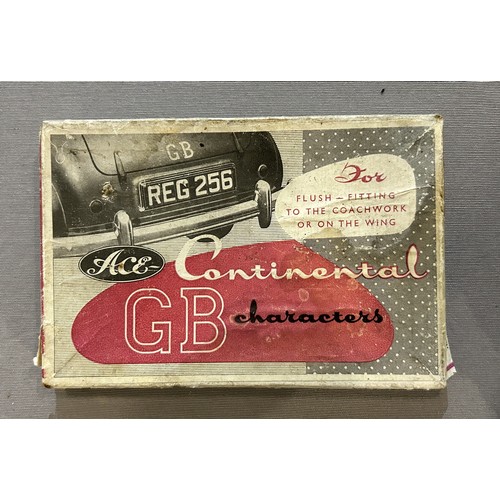 GB
REG 256
For
FLUSH - FITTING
TO THE COACHWORK
OR ON THE WING
ACE-
Continental
GB characters